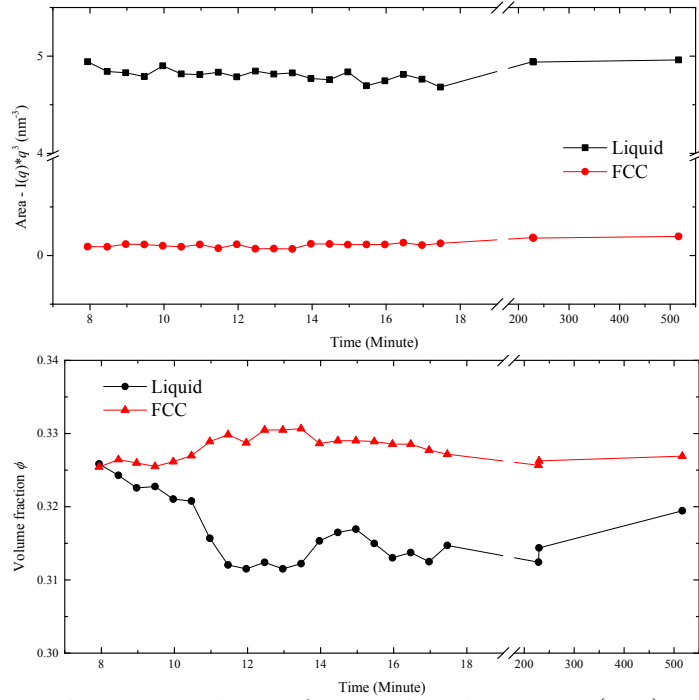 5
4
0
Area - I(q)*q³ (nm⁻³)
Liquid
FCC
8 10 12 14 16 18 200 300 400 500
Time (Minute)
0.34
0.33
0.32
0.31
0.30
Volume fraction ϕ
Liquid
FCC
8 10 12 14 16 18 200 300 400 500
Time (Minute)